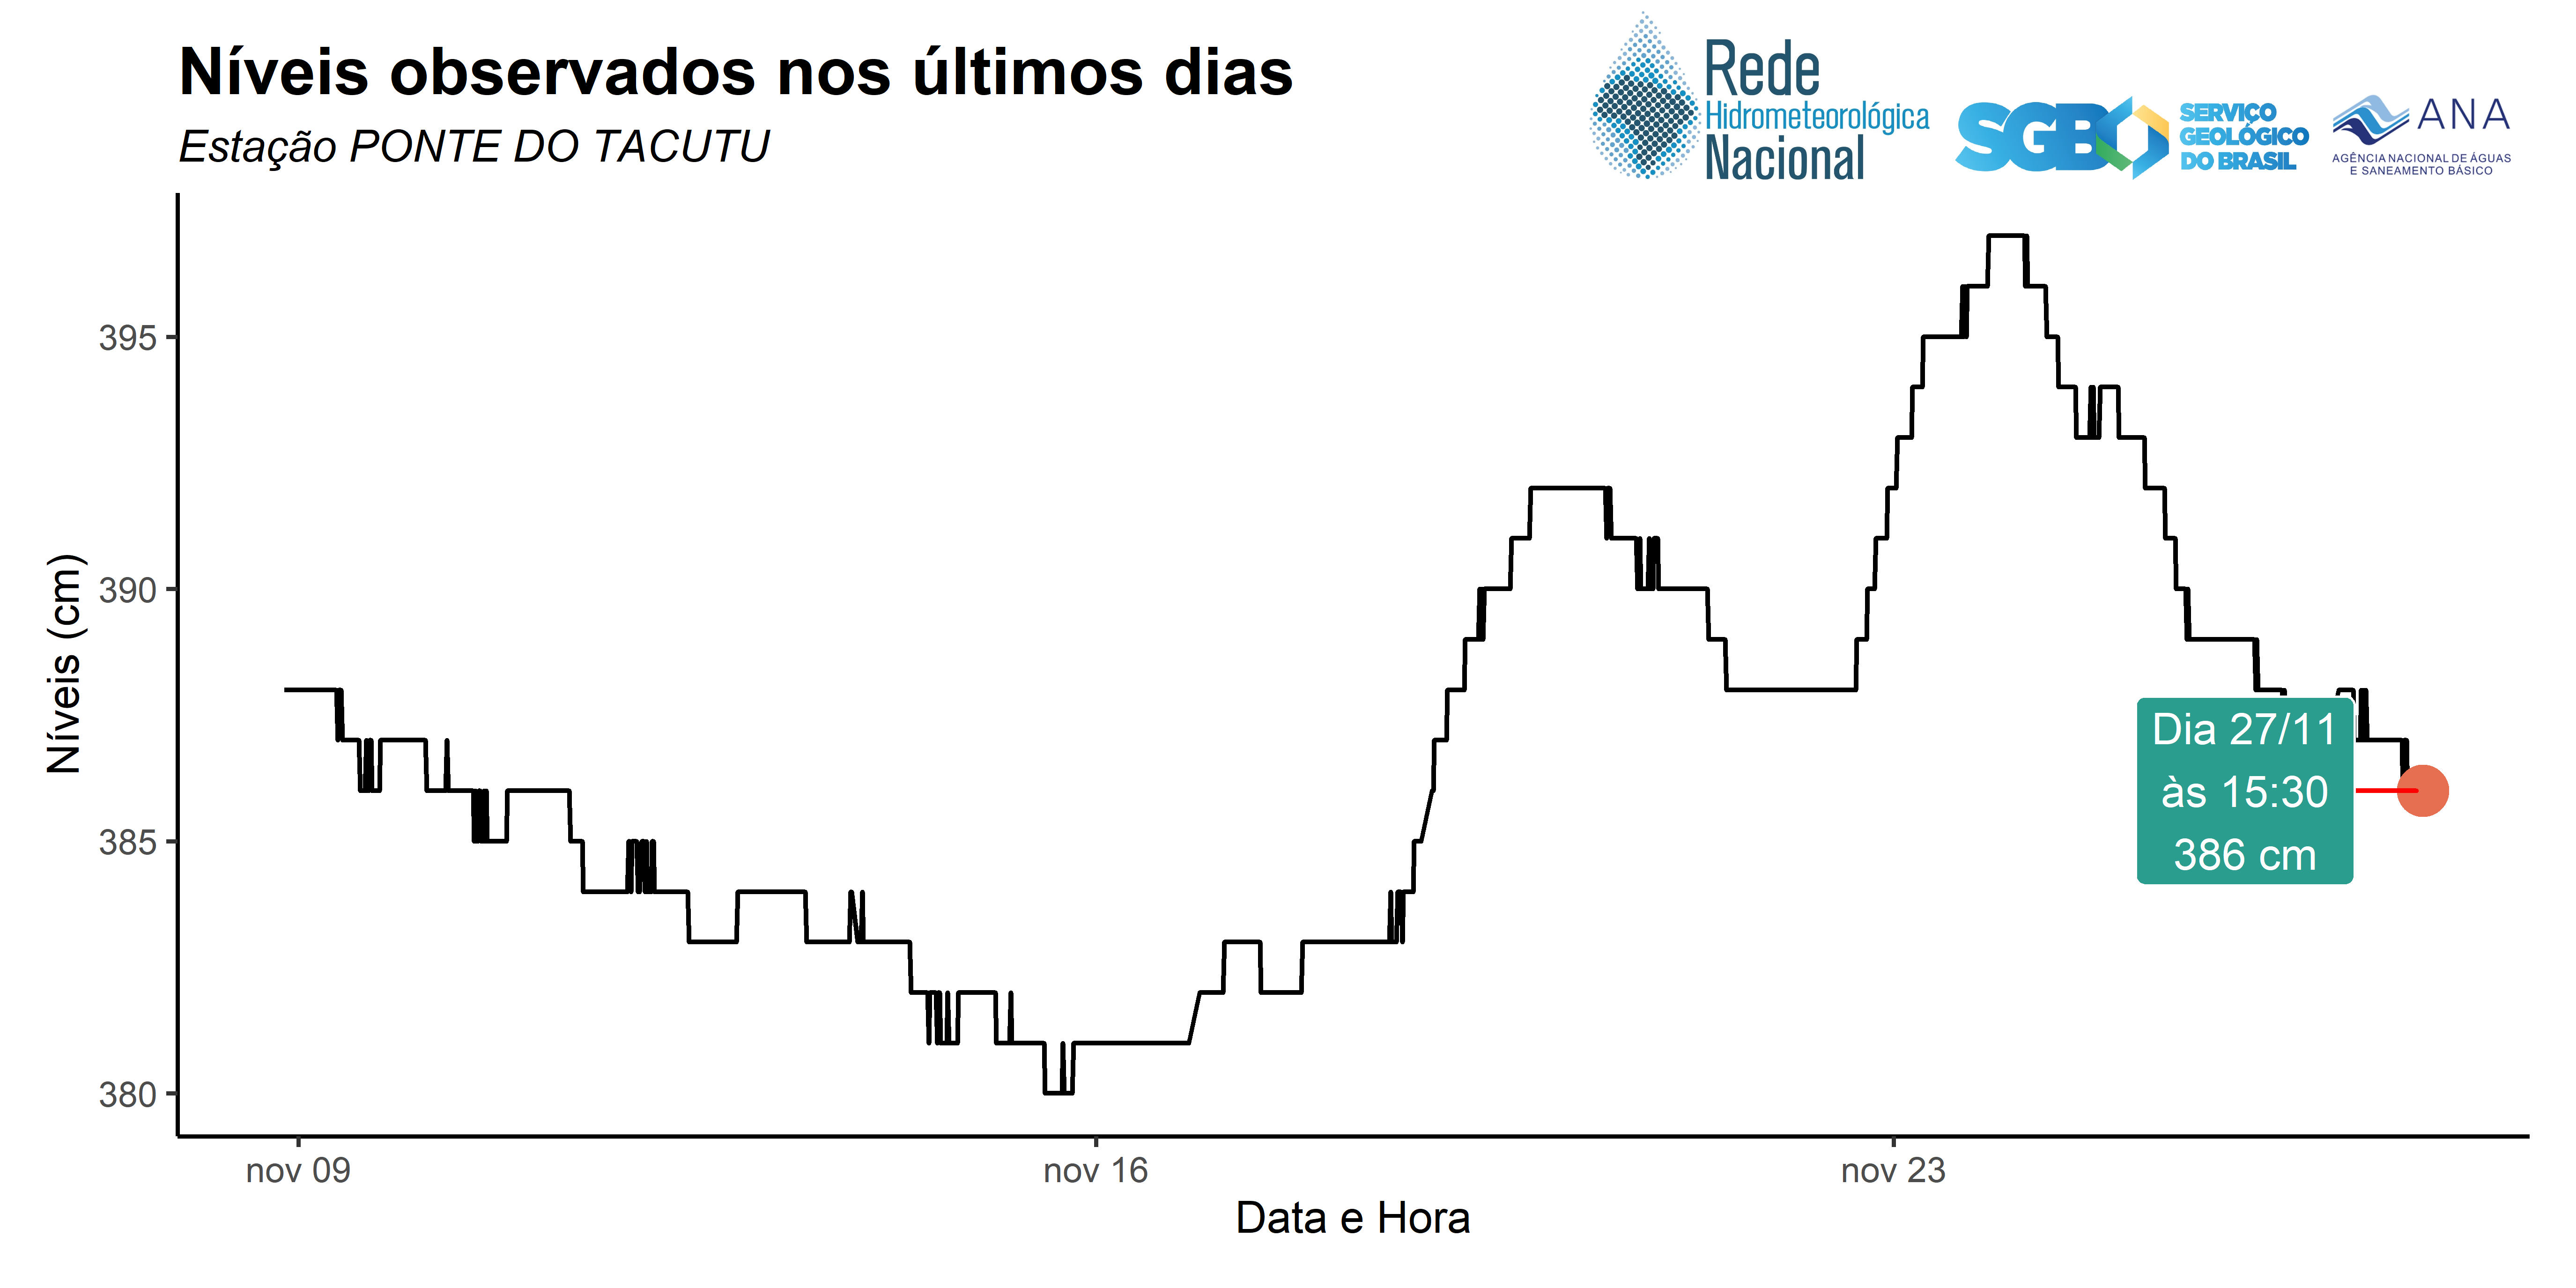 Níveis observados nos últimos dias
Estação PONTE DO TACUTU
Rede
Hidrometeorológica
Nacional
SGB
SERVIÇO
GEOLÓGICO
DO BRASIL
ANA
AGÊNCIA NACIONAL DE ÁGUAS
E SANEAMENTO BÁSICO
Níveis (cm)
395
390
385
380
Dia 27/11
às 15:30
386 cm
nov 09
nov 16
nov 23
Data e Hora